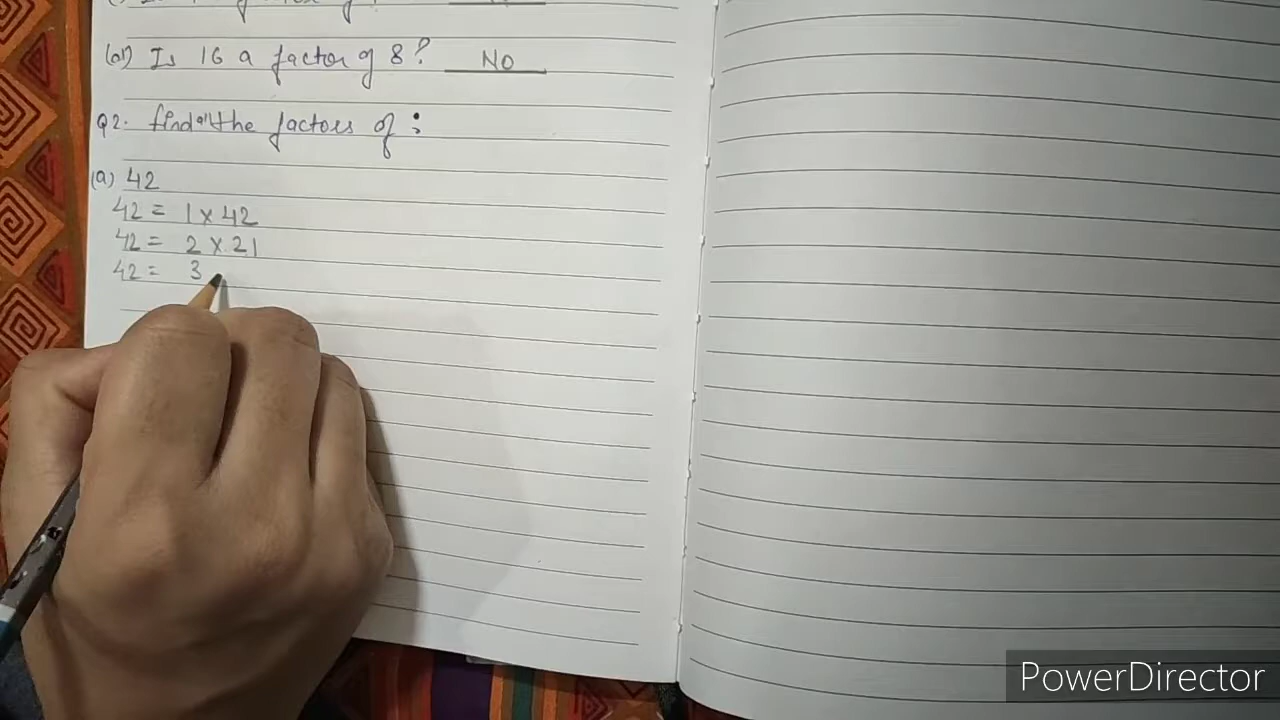 Is 16 a factor of 8? No
Q2. find all the factors of :
(a) 42
42 = 1 x 42
42 = 2 x 21
42 = 3
PowerDirector